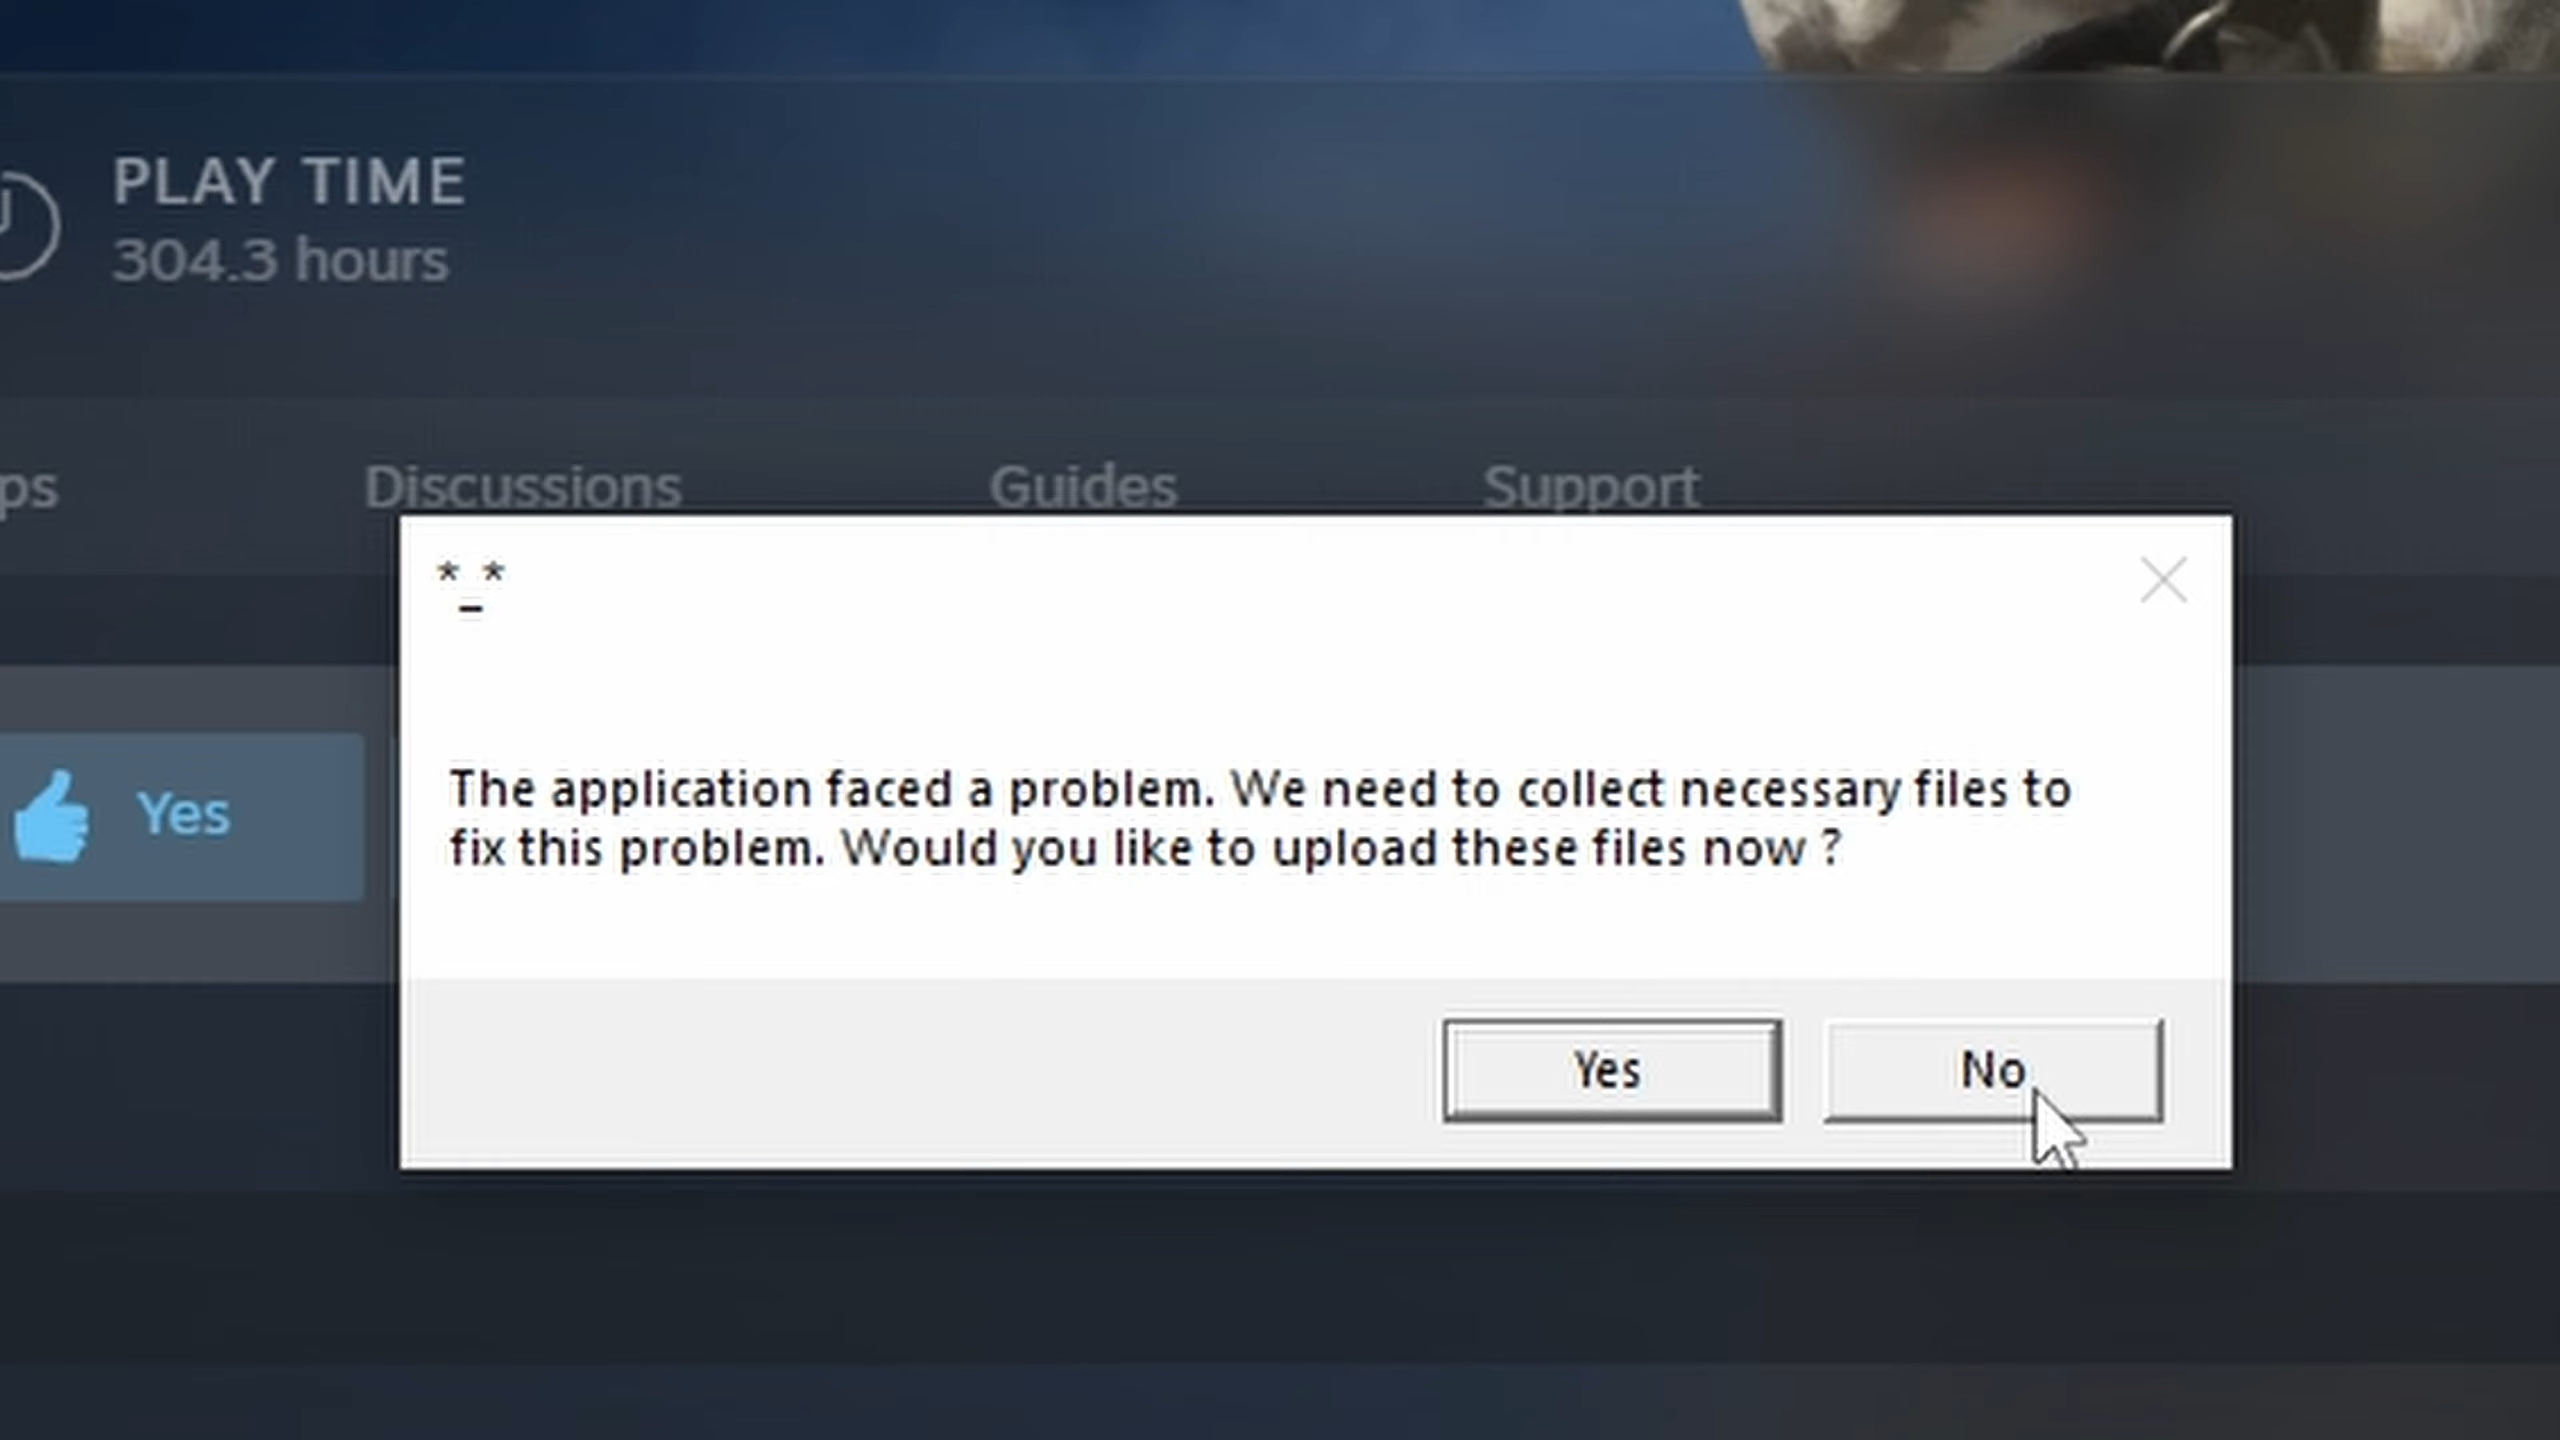 PLAY TIME
304.3 hours
ps
Discussions
Guides
Support
*_*
Yes
The application faced a problem. We need to collect necessary files to
fix this problem. Would you like to upload these files now ?
Yes
No